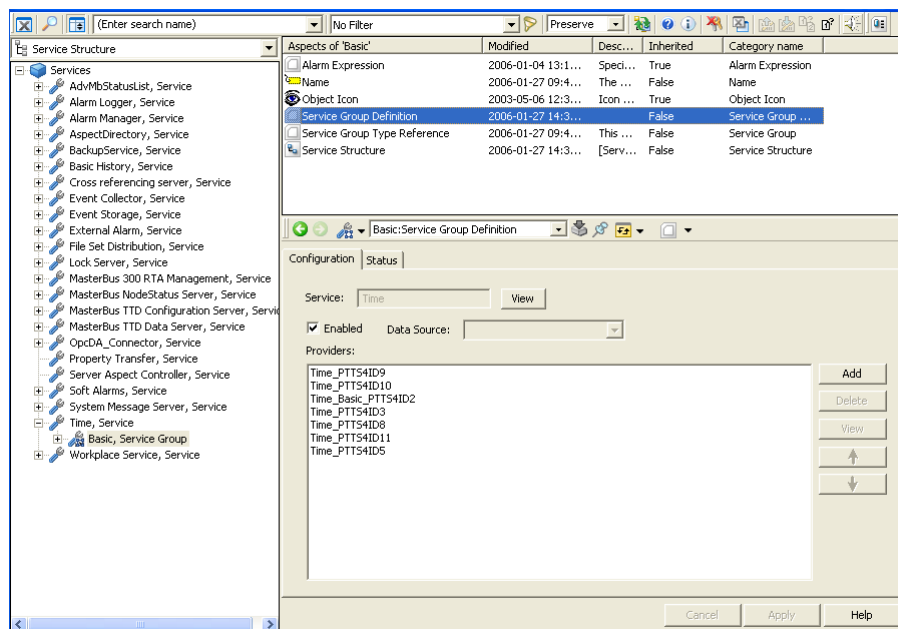 (Enter search name)
No Filter
Preserve
Service Structure
Services
AdvMbStatusList, Service
Alarm Logger, Service
Alarm Manager, Service
AspectDirectory, Service
BackupService, Service
Basic History, Service
Cross referencing server, Service
Event Collector, Service
Event Storage, Service
External Alarm, Service
File Set Distribution, Service
Lock Server, Service
MasterBus 300 RTA Management, Service
MasterBus NodeStatus Server, Service
MasterBus TTD Configuration Server, Servic
MasterBus TTD Data Server, Service
OpcDA_Connector, Service
Property Transfer, Service
Server Aspect Controller, Service
Soft Alarms, Service
System Message Server, Service
Time, Service
Basic, Service Group
Workplace Service, Service
Aspects of 'Basic' Modified Desc... Inherited Category name
Alarm Expression 2006-01-04 13:1... Speci... True Alarm Expression
Name 2006-01-27 09:4... The ... False Name
Object Icon 2003-05-06 12:3... Icon ... True Object Icon
Service Group Definition 2006-01-27 14:3... False Service Group ...
Service Group Type Reference 2006-01-27 09:4... This ... False Service Group
Service Structure 2006-01-27 14:3... [Serv... False Service Structure
Basic:Service Group Definition
Configuration Status
Service: Time View
Enabled Data Source:
Providers:
Time_PTTS4ID9
Time_PTTS4ID10
Time_Basic_PTTS4ID2
Time_PTTS4ID3
Time_PTTS4ID8
Time_PTTS4ID11
Time_PTTS4ID5
Add
Delete
View
Cancel Apply Help